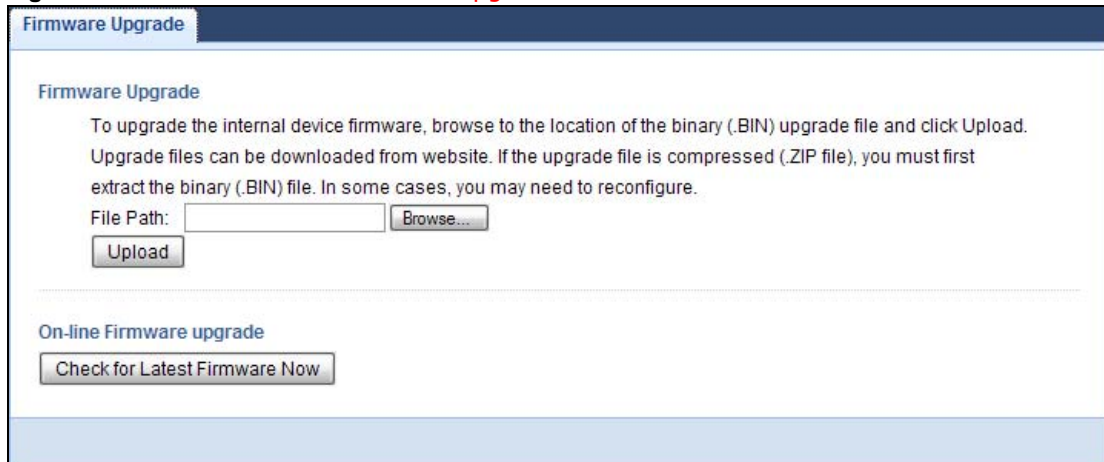 Firmware Upgrade
Firmware Upgrade
To upgrade the internal device firmware, browse to the location of the binary (.BIN) upgrade file and click Upload.
Upgrade files can be downloaded from website. If the upgrade file is compressed (.ZIP file), you must first
extract the binary (.BIN) file. In some cases, you may need to reconfigure.
File Path: Browse...
Upload
On-line Firmware upgrade
Check for Latest Firmware Now